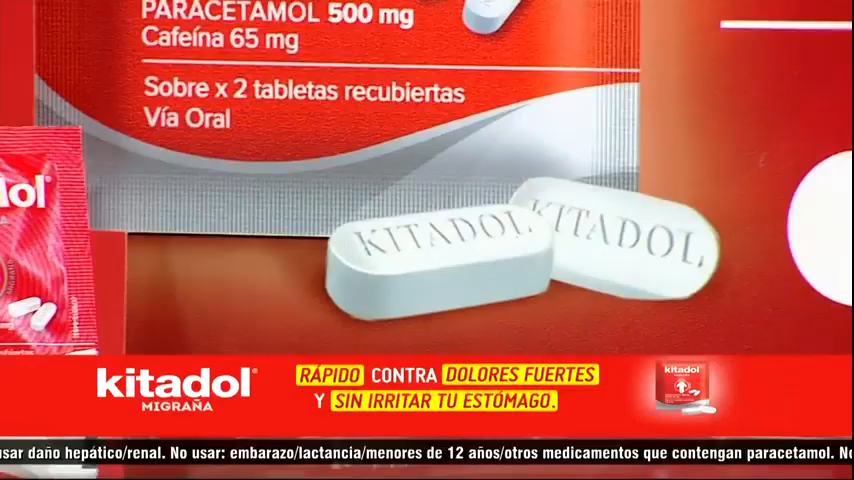 PARACETAMOL 500 mg
Cafeína 65 mg
Sobre x 2 tabletas recubiertas
Vía Oral
dol®
KITADOL
KITADOL
kitadol®
MIGRAÑA
RÁPIDO CONTRA DOLORES FUERTES
Y SIN IRRITAR TU ESTÓMAGO.
kitadol
usar daño hepático/renal. No usar: embarazo/lactancia/menores de 12 años/otros medicamentos que contengan paracetamol. No